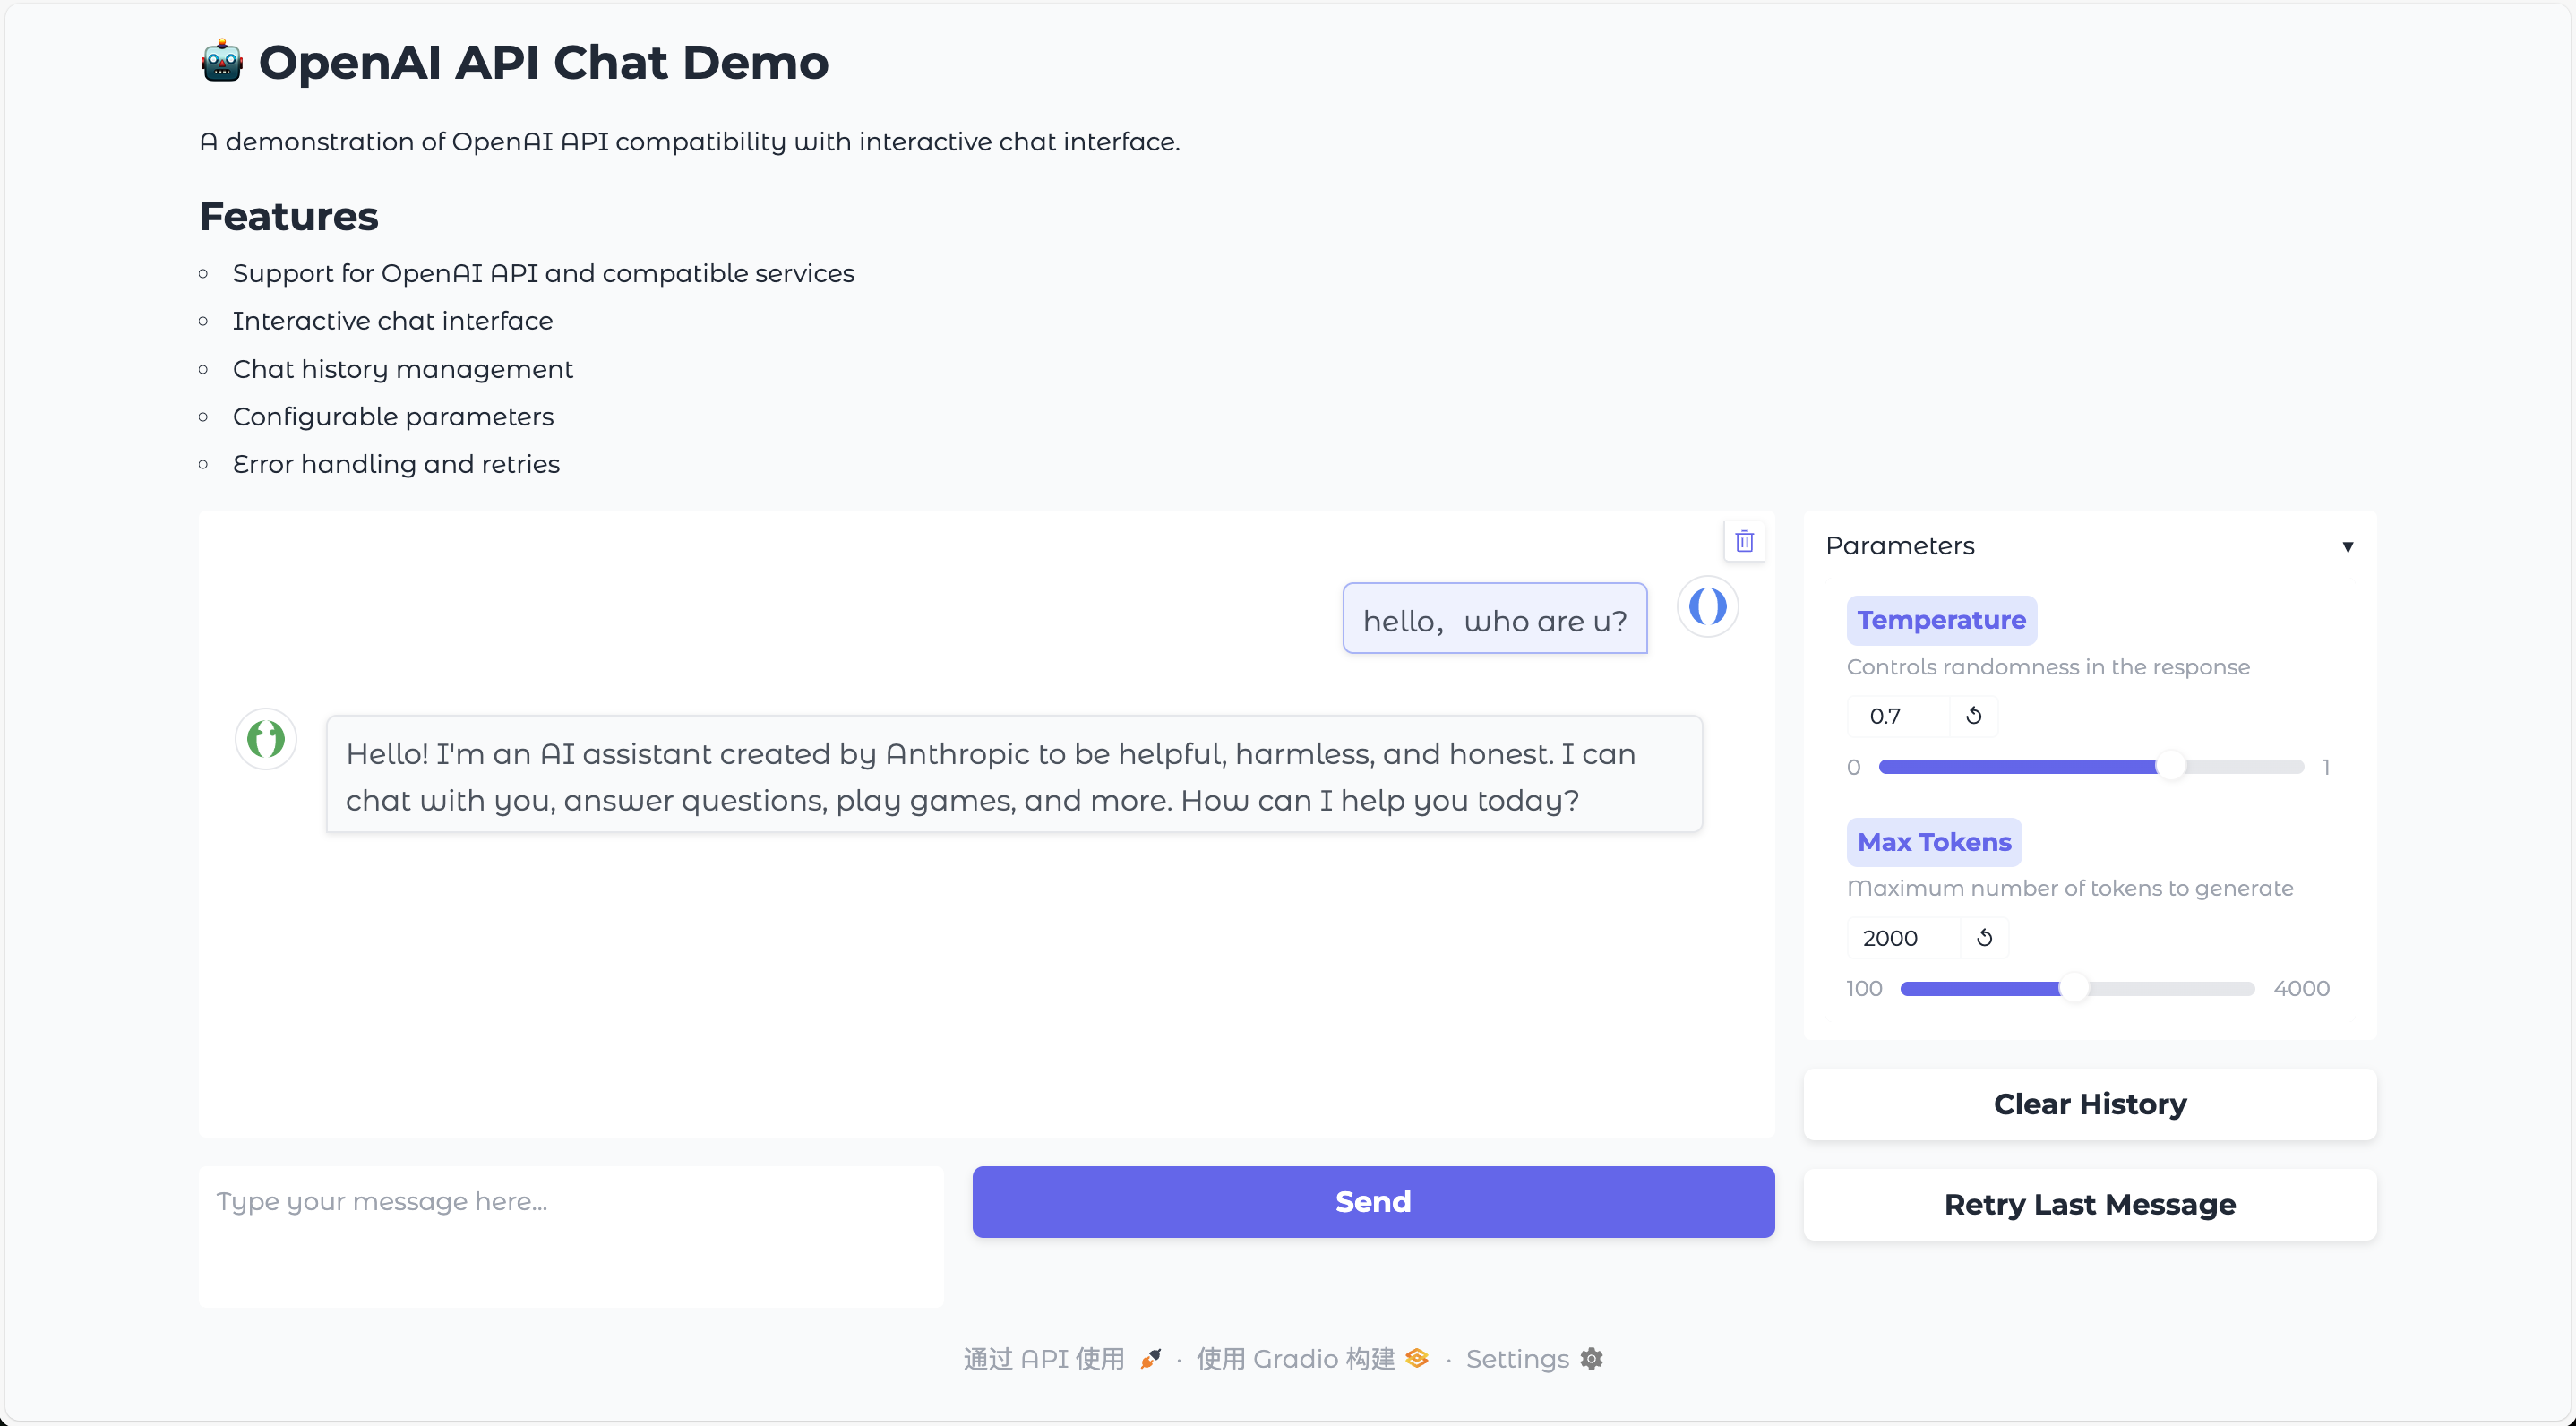 OpenAI API Chat Demo
A demonstration of OpenAI API compatibility with interactive chat interface.
Features
Support for OpenAI API and compatible services
Interactive chat interface
Chat history management
Configurable parameters
Error handling and retries
hello，who are u?
Hello! I'm an AI assistant created by Anthropic to be helpful, harmless, and honest. I can
chat with you, answer questions, play games, and more. How can I help you today?
Type your message here...
Send
Parameters
Temperature
Controls randomness in the response
0.7
0 1
Max Tokens
Maximum number of tokens to generate
2000
100 4000
Clear History
Retry Last Message
通过 API 使用 · 使用 Gradio 构建 · Settings